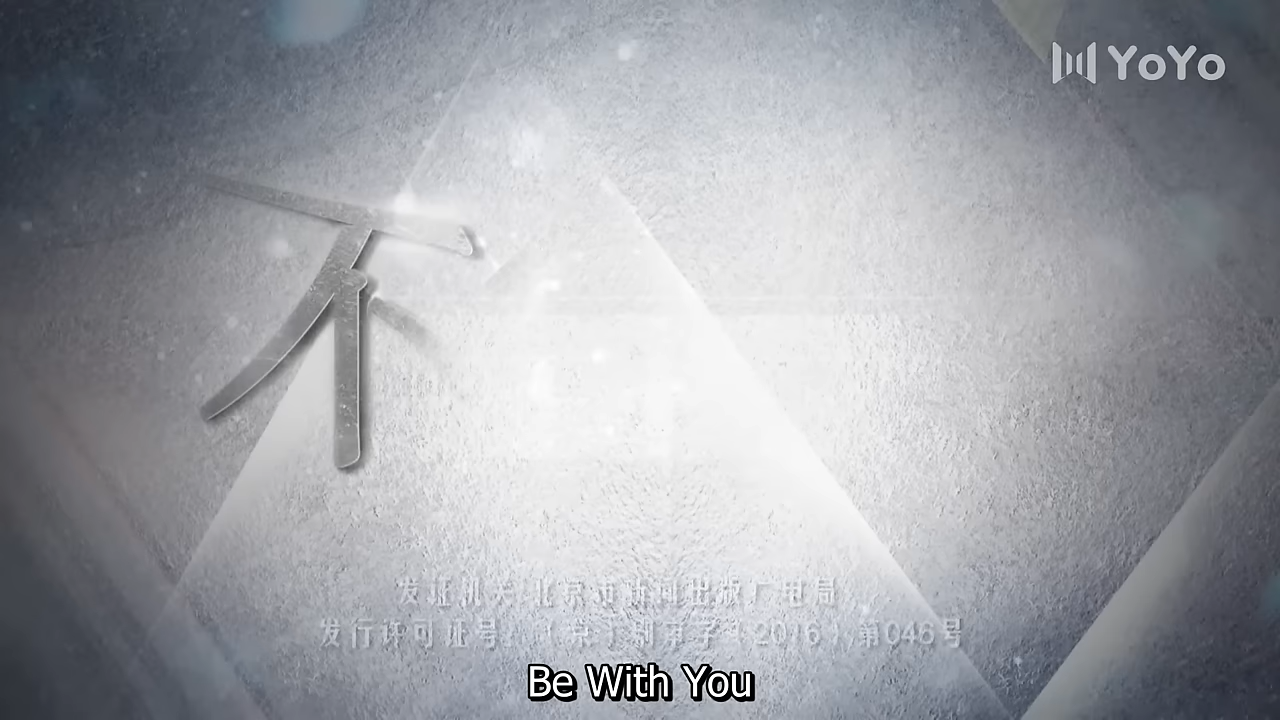 YoYo
不
发证机关:北京市新闻出版广电局
发行许可证号:(京)剧审字(2016)第046号
Be With You